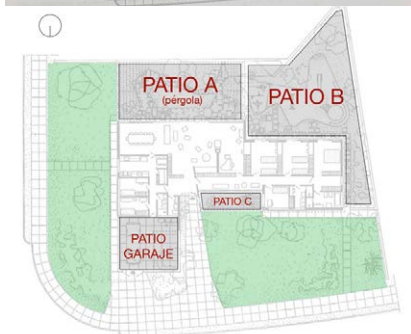 PATIO A
(pérgola)
PATIO B
PATIO C
PATIO
GARAJE